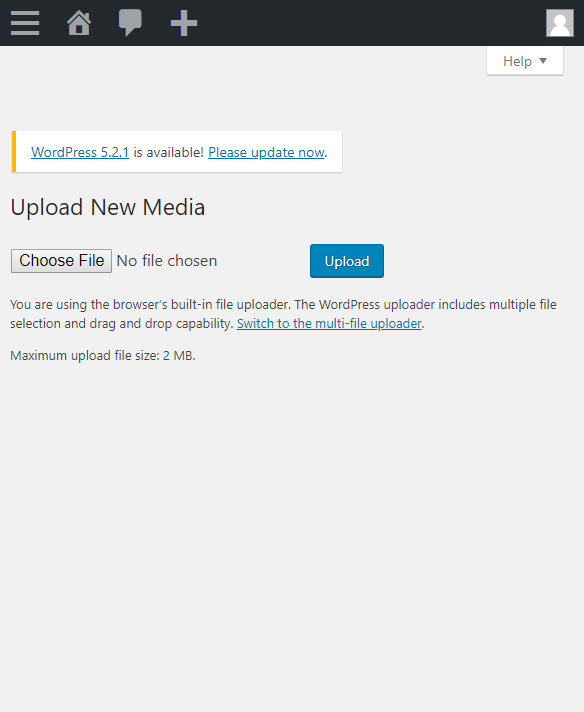 Help
WordPress 5.2.1 is available! Please update now.
Upload New Media
Choose File No file chosen Upload
You are using the browser's built-in file uploader. The WordPress uploader includes multiple file
selection and drag and drop capability. Switch to the multi-file uploader.
Maximum upload file size: 2 MB.